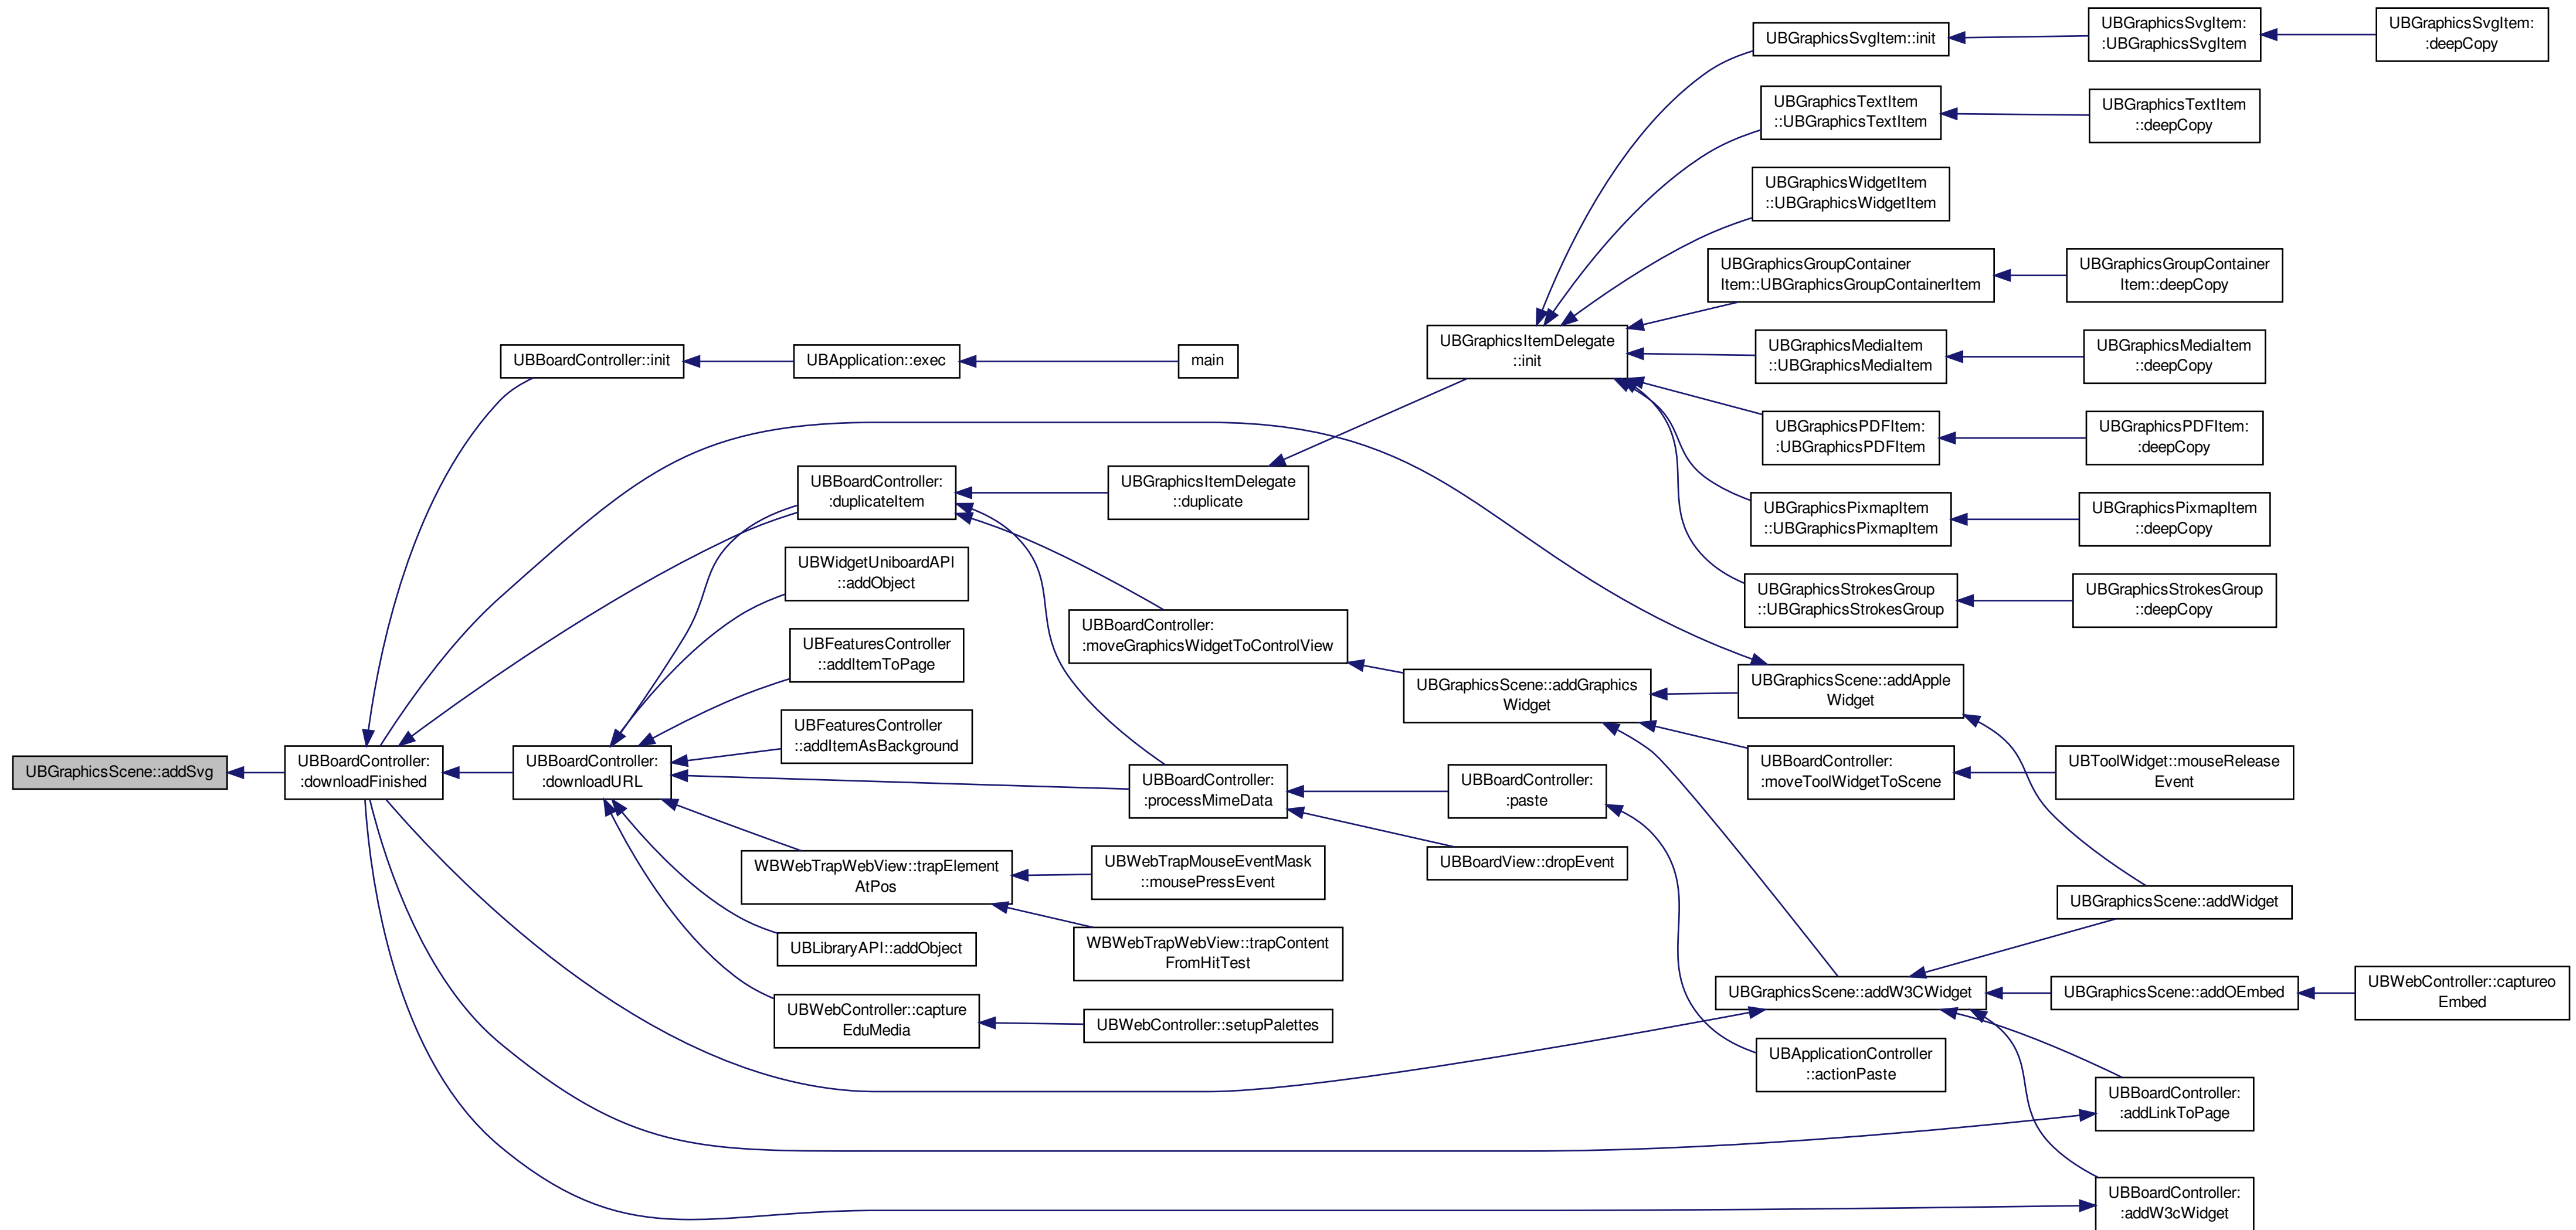 UBGraphicsScene::addSvg
UBBoardController:
:downloadFinished
UBBoardController::init
UBApplication::exec
main
UBBoardController:
:duplicateItem
UBGraphicsItemDelegate
::duplicate
UBGraphicsItemDelegate
::init
UBGraphicsSvgItem::init
UBGraphicsSvgItem:
:UBGraphicsSvgItem
UBGraphicsSvgItem:
:deepCopy
UBGraphicsTextItem
::UBGraphicsTextItem
UBGraphicsTextItem
::deepCopy
UBGraphicsWidgetItem
::UBGraphicsWidgetItem
UBGraphicsGroupContainer
Item::UBGraphicsGroupContainerItem
UBGraphicsGroupContainer
Item::deepCopy
UBGraphicsMediaItem
::UBGraphicsMediaItem
UBGraphicsMediaItem
::deepCopy
UBGraphicsPDFItem:
:UBGraphicsPDFItem
UBGraphicsPDFItem:
:deepCopy
UBGraphicsPixmapItem
::UBGraphicsPixmapItem
UBGraphicsPixmapItem
::deepCopy
UBGraphicsStrokesGroup
::UBGraphicsStrokesGroup
UBGraphicsStrokesGroup
::deepCopy
UBBoardController:
:downloadURL
UBWidgetUniboardAPI
::addObject
UBFeaturesController
::addItemToPage
UBFeaturesController
::addItemAsBackground
UBBoardController:
:moveGraphicsWidgetToControlView
UBGraphicsScene::addGraphics
Widget
UBGraphicsScene::addApple
Widget
UBBoardController:
:moveToolWidgetToScene
UBToolWidget::mouseRelease
Event
UBBoardController:
:processMimeData
UBBoardController:
:paste
UBBoardView::dropEvent
WBWebTrapWebView::trapElement
AtPos
UBWebTrapMouseEventMask
::mousePressEvent
WBWebTrapWebView::trapContent
FromHitTest
UBLibraryAPI::addObject
UBWebController::capture
EduMedia
UBWebController::setupPalettes
UBGraphicsScene::addWidget
UBGraphicsScene::addW3CWidget
UBGraphicsScene::addOEmbed
UBWebController::captureo
Embed
UBApplicationController
::actionPaste
UBBoardController:
:addLinkToPage
UBBoardController:
:addW3cWidget